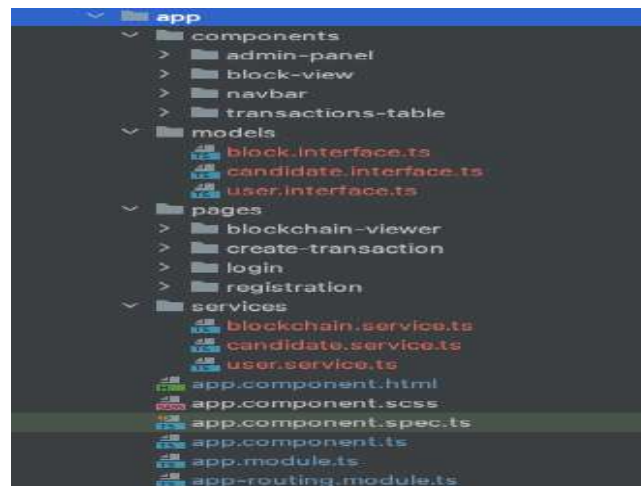 app
components
admin-panel
block-view
navbar
transactions-table
models
block.interface.ts
candidate.interface.ts
user.interface.ts
pages
blockchain-viewer
create-transaction
login
registration
services
blockchain.service.ts
candidate.service.ts
user.service.ts
app.component.html
app.component.scss
app.component.spec.ts
app.component.ts
app.module.ts
app-routing.module.ts